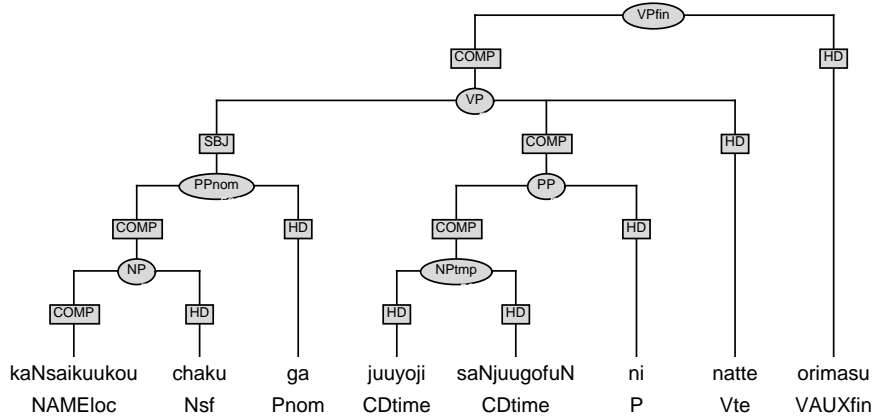 VPfin
COMP HD
VP
SBJ COMP HD
PPnom PP
COMP HD COMP HD
NP NPtmp
COMP HD HD HD
kaNsaikuukou chaku ga juuyoji saNjuugofuN ni natte orimasu
NAMEloc Nsf Pnom CDtime CDtime P Vte VAUXfin